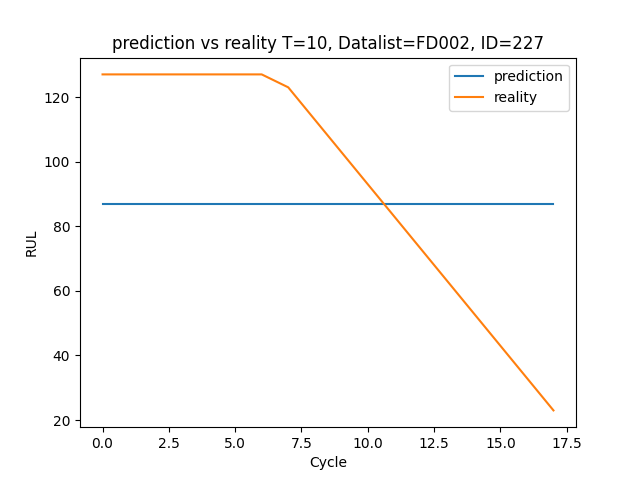 prediction vs reality T=10, Datalist=FD002, ID=227
prediction
reality
RUL
120
100
80
60
40
20
0.0 2.5 5.0 7.5 10.0 12.5 15.0 17.5
Cycle